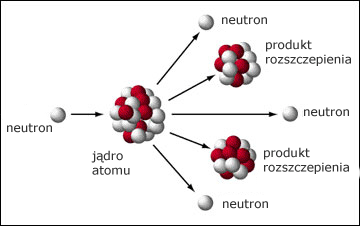 neutron
produkt
rozszczepienia
neutron
neutron
jądro
atomu
produkt
rozszczepienia
neutron